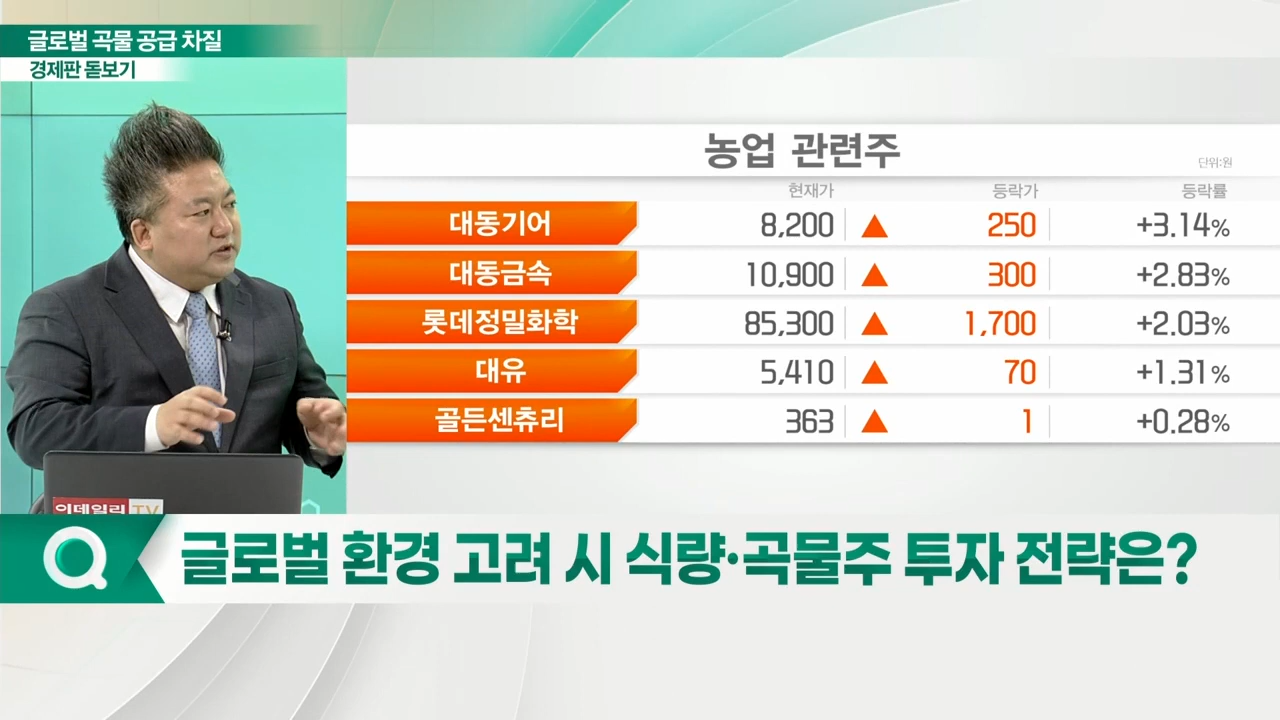 글로벌 곡물 공급 차질
경제판 돋보기
농업 관련주
단위:원
현재가 등락가 등락률
대동기어 8,200 ▲ 250 +3.14%
대동금속 10,900 ▲ 300 +2.83%
롯데정밀화학 85,300 ▲ 1,700 +2.03%
대유 5,410 ▲ 70 +1.31%
골든센츄리 363 ▲ 1 +0.28%
이데일리 TV
Q 글로벌 환경 고려 시 식량·곡물주 투자 전략은?